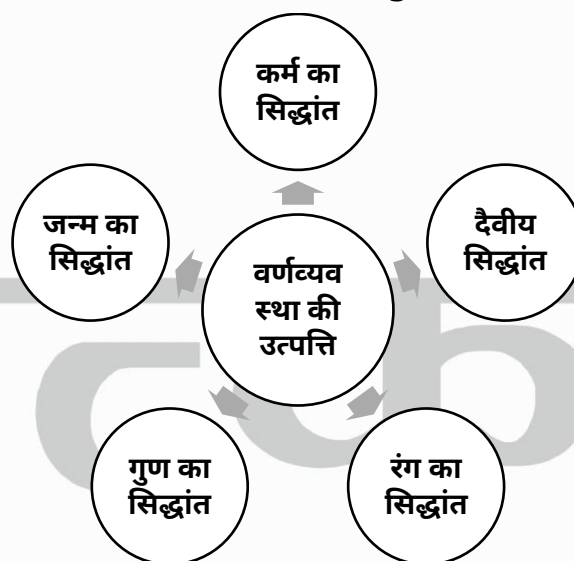 कर्म का
सिद्धांत
जन्म का
सिद्धांत
दैवीय
सिद्धांत
वर्णव्यव
स्था की
उत्पत्ति
गुण का
सिद्धांत
रंग का
सिद्धांत